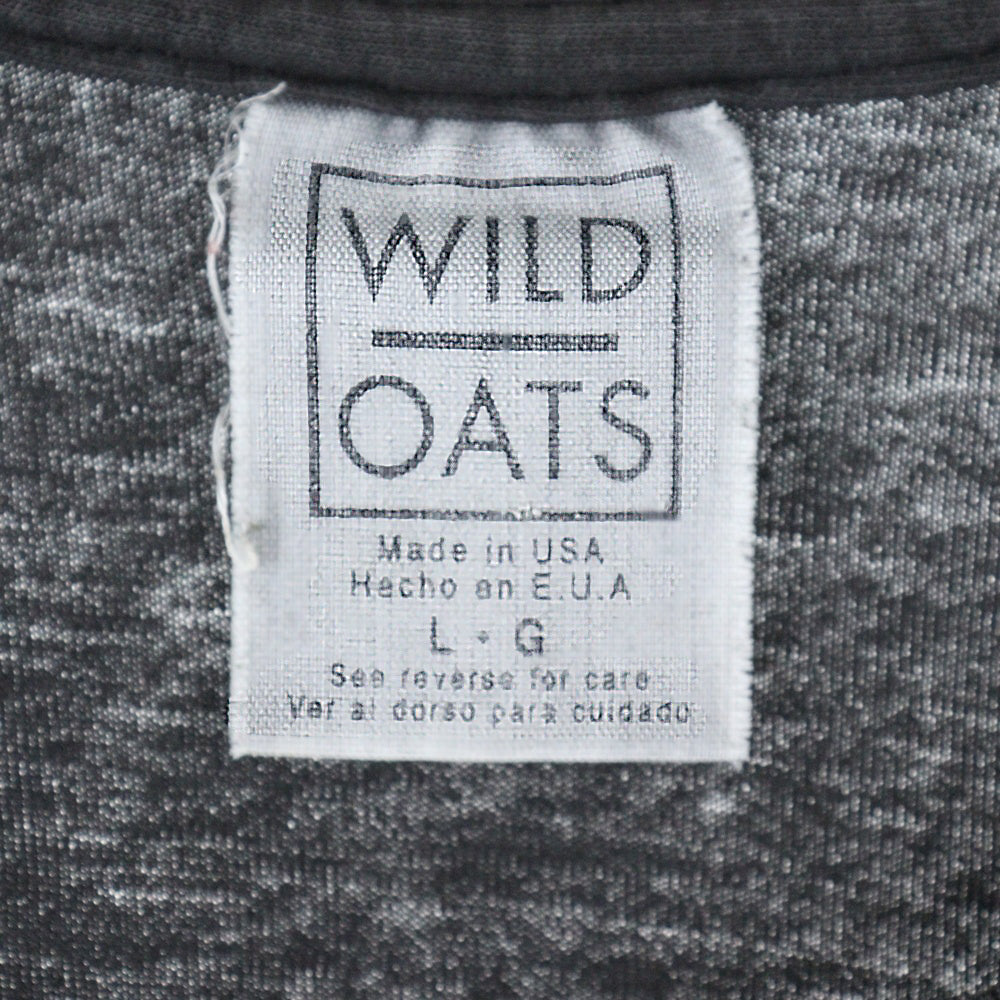 WILD
OATS
Made in USA
Hecho en E.U.A
L • G
See reverse for care
Ver al dorso para cuidado